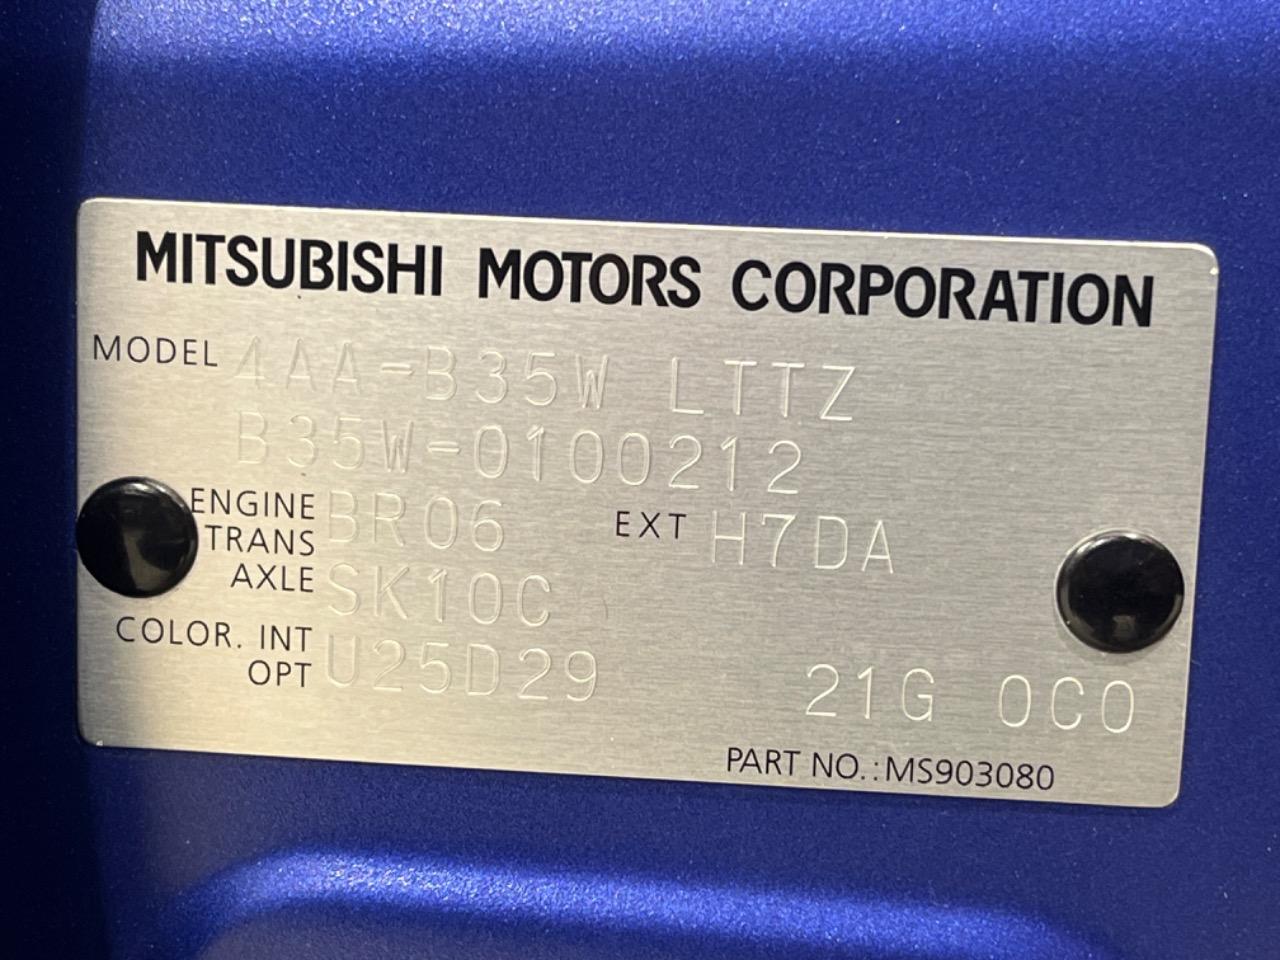 MITSUBISHI MOTORS CORPORATION
MODEL 4AA-B35W LTTZ
B35W-0100212
ENGINE BR06 EXT H7DA
TRANS
AXLE SK10C
COLOR. INT
OPT U25D29 21G 0C0
PART NO.:MS903080